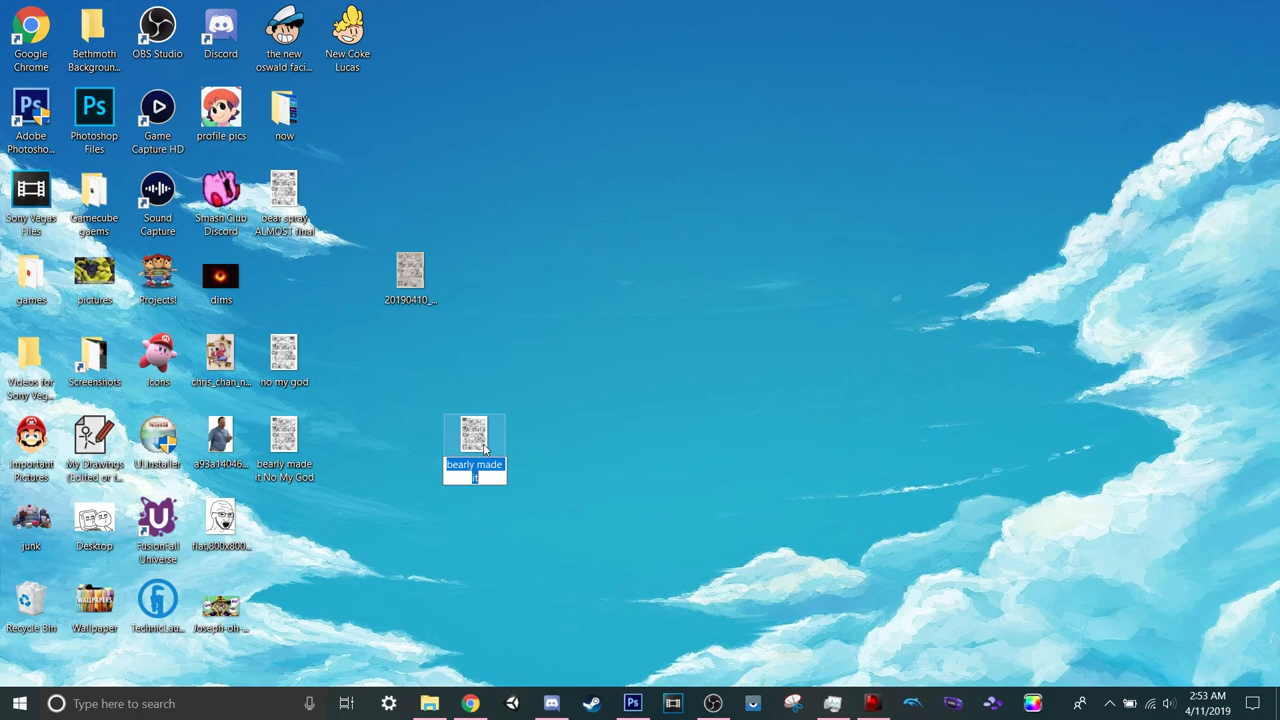 Google
Chrome
Bethmoth
Backgroun...
OBS Studio
Discord
the new
oswald faci...
New Coke
Lucas
Adobe
Photosho...
Photoshop
Files
Game
Capture HD
profile pics
now
Sony Vegas
Files
Gamecube
gaems
Sound
Capture
Smash Club
Discord
bear spray
ALMOST final
games
pictures
Projects!
dims
20190410_...
Videos for
Sony Veg...
Screenshots
Icons
chris_chan_n...
no my god
Important
Pictures
My Drawings
(Edited or t...
ULInstaller
a93a14046...
bearly made
it No My God
bearly made
it
junk
Desktop
FusionFall
Universe
flat,800x800...
Recycle Bin
Wallpaper
TechnicLau...
Joseph-oh-...
Type here to search
2:53 AM
4/11/2019